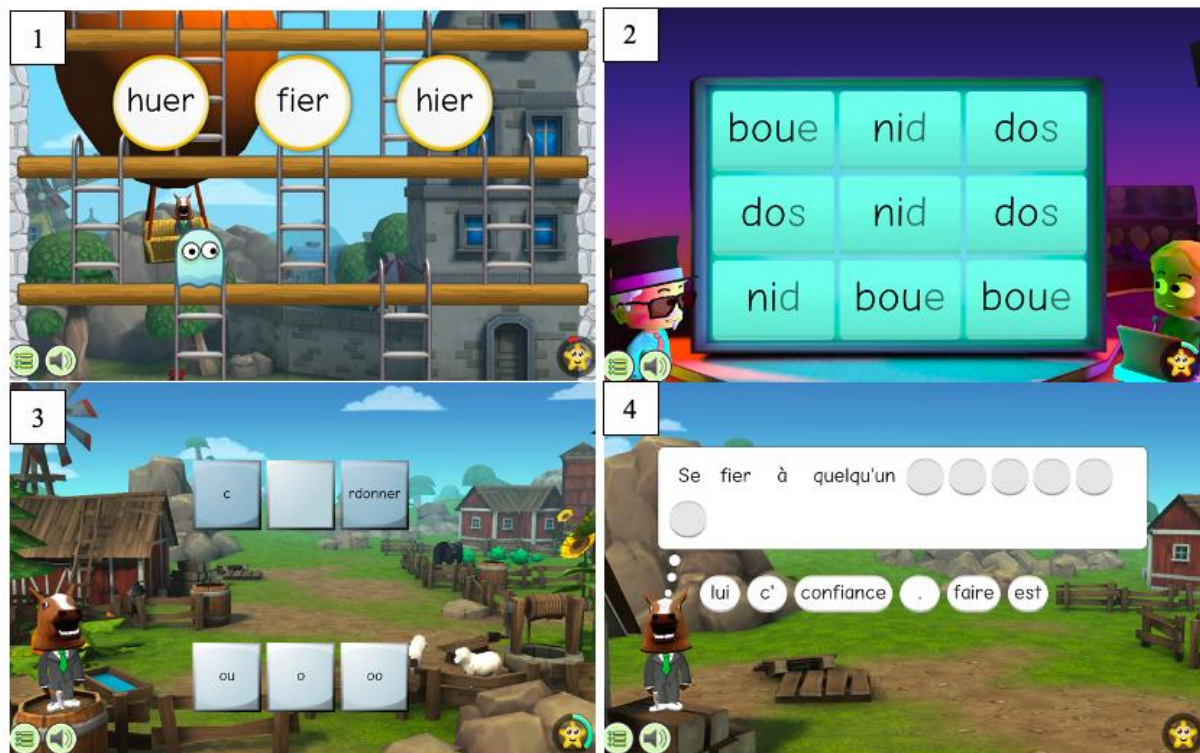 1
huer fier hier
2
boue nid dos
dos nid dos
nid boue boue
3
c rdonner
ou o oo
4
Se fier à quelqu'un
lui c' confiance . faire est